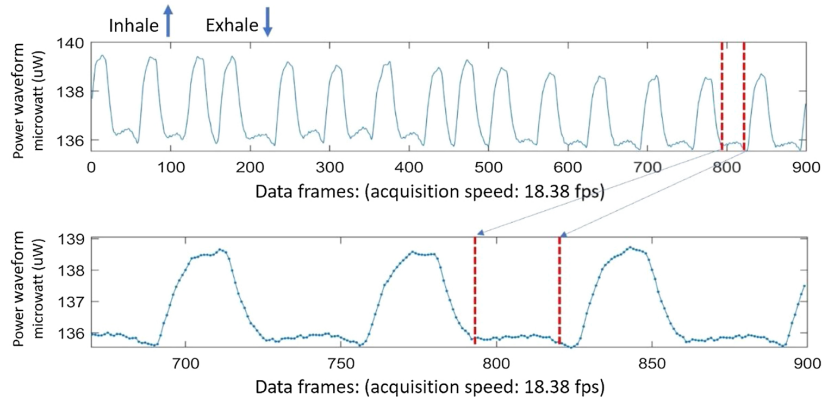 Inhale Exhale
Power waveform
microwatt (uW)
140
138
136
0 100 200 300 400 500 600 700 800 900
Data frames: (acquisition speed: 18.38 fps)
Power waveform
microwatt (uW)
139
138
137
136
700 750 800 850 900
Data frames: (acquisition speed: 18.38 fps)